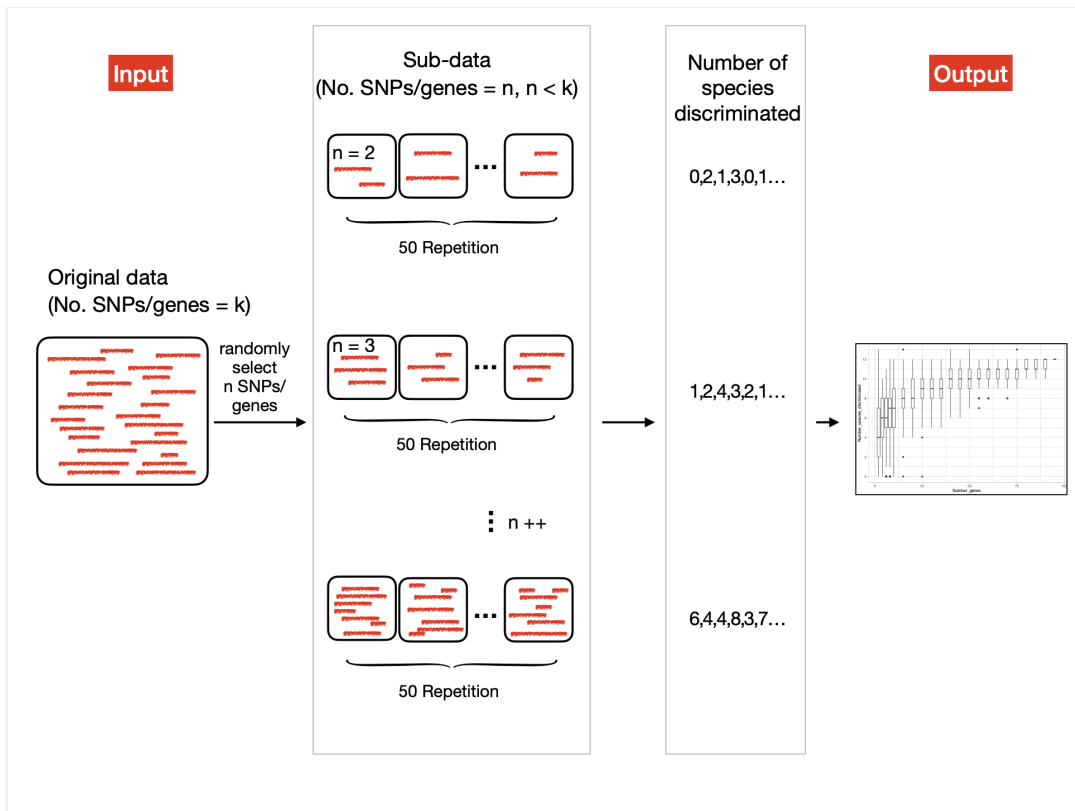 Input
Sub-data
(No. SNPs/genes = n, n < k)
Number of
species
discriminated
Output
n = 2
...
0,2,1,3,0,1...
50 Repetition
Original data
(No. SNPs/genes = k)
randomly
select
n SNPs/
genes
n = 3
...
1,2,4,3,2,1...
50 Repetition
n ++
...
6,4,4,8,3,7...
50 Repetition
Number_species_discriminated
Number_genes